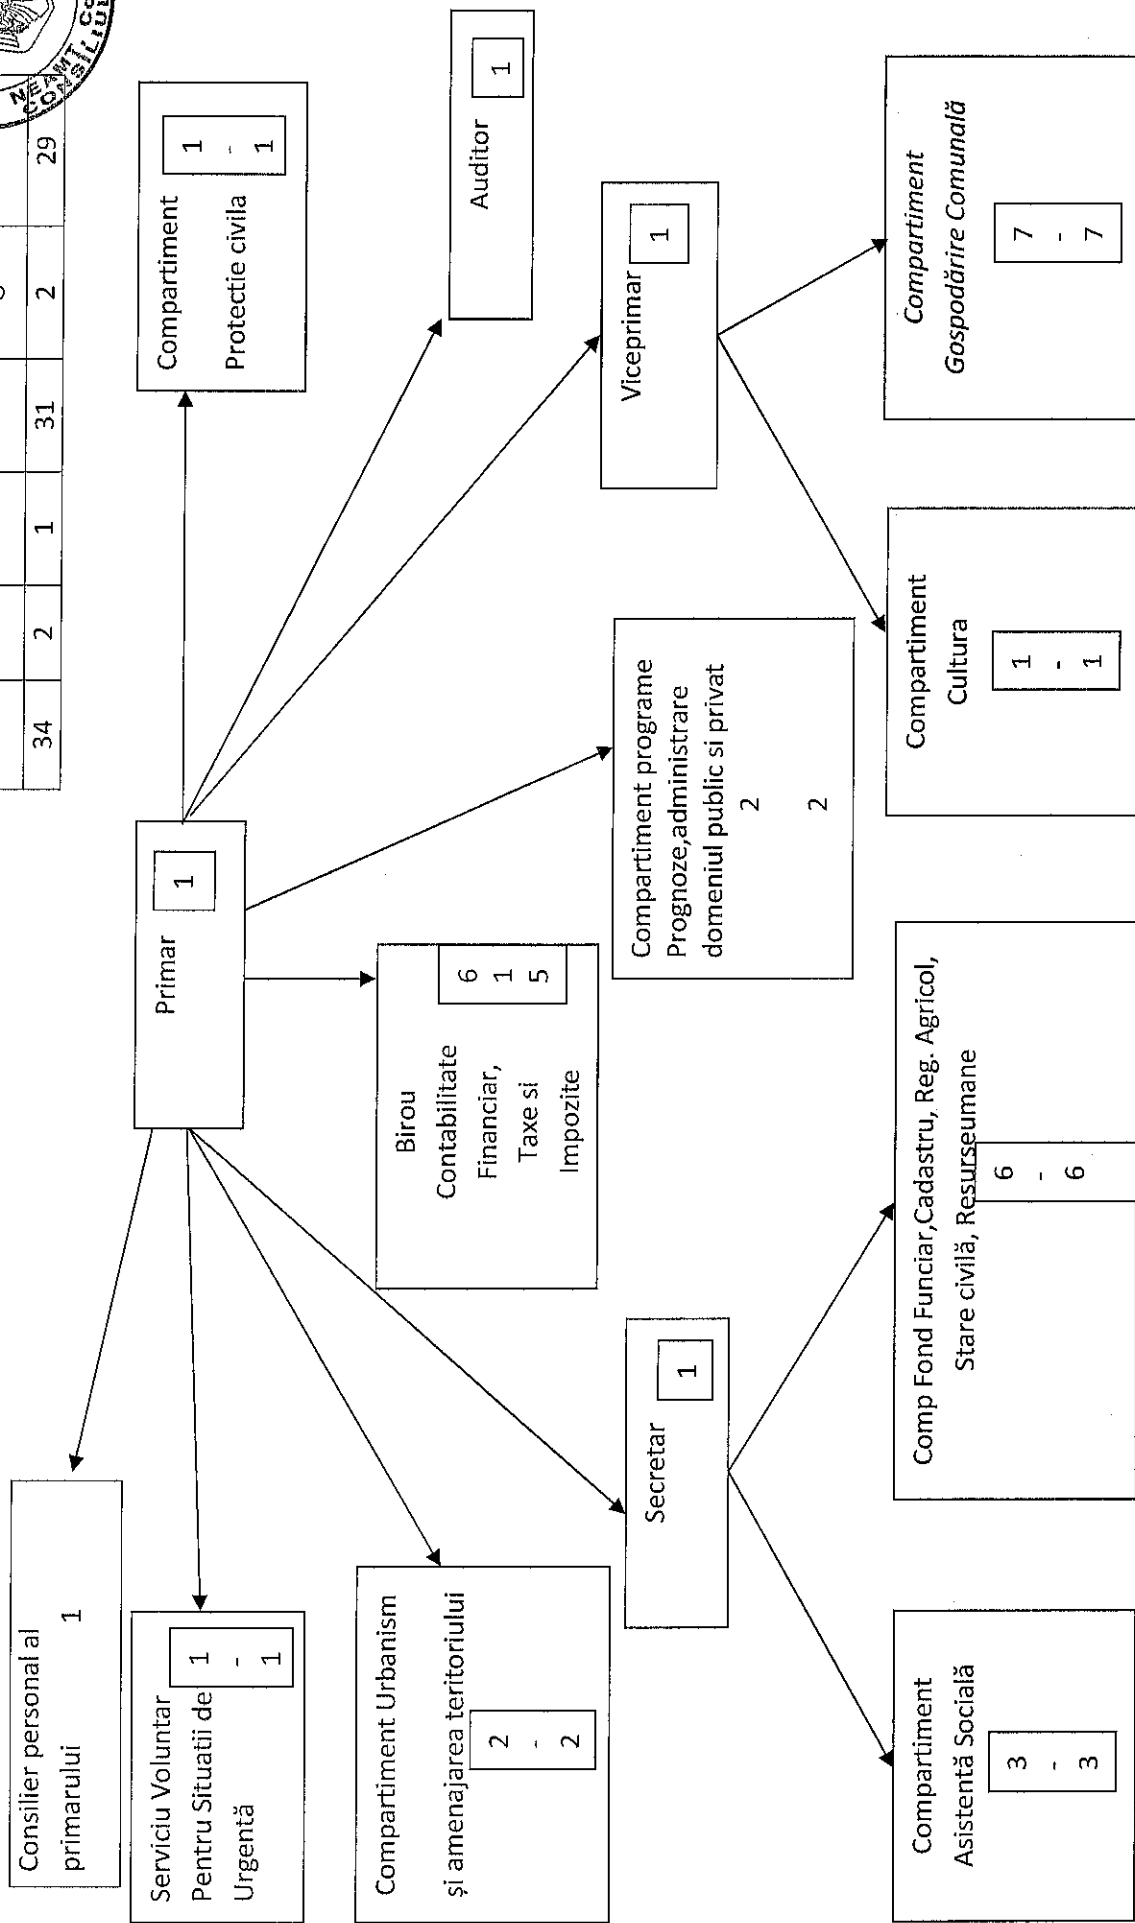 34 2 1 31 2 29
NEAMȚ
CONSILIUL
Consilier personal al
primarului 1
Primar 1
Compartiment
Protectie civila
1
-
1
Serviciu Voluntar
Pentru Situatii de
Urgentă
1
-
1
Auditor 1
Compartiment Urbanism
și amenajarea teritoriului
2
-
2
Birou
Contabilitate
Financiar,
Taxe si
Impozite
6
1
5
Compartiment programe
Prognoze,administrare
domeniul public si privat
2
2
Viceprimar 1
Secretar 1
Compartiment
Asistentă Socială
3
-
3
Comp Fond Funciar,Cadastru, Reg. Agricol,
Stare civilă, Resurseumane
6
-
6
Compartiment
Cultura
1
-
1
Compartiment
Gospodărire Comunală
7
-
7